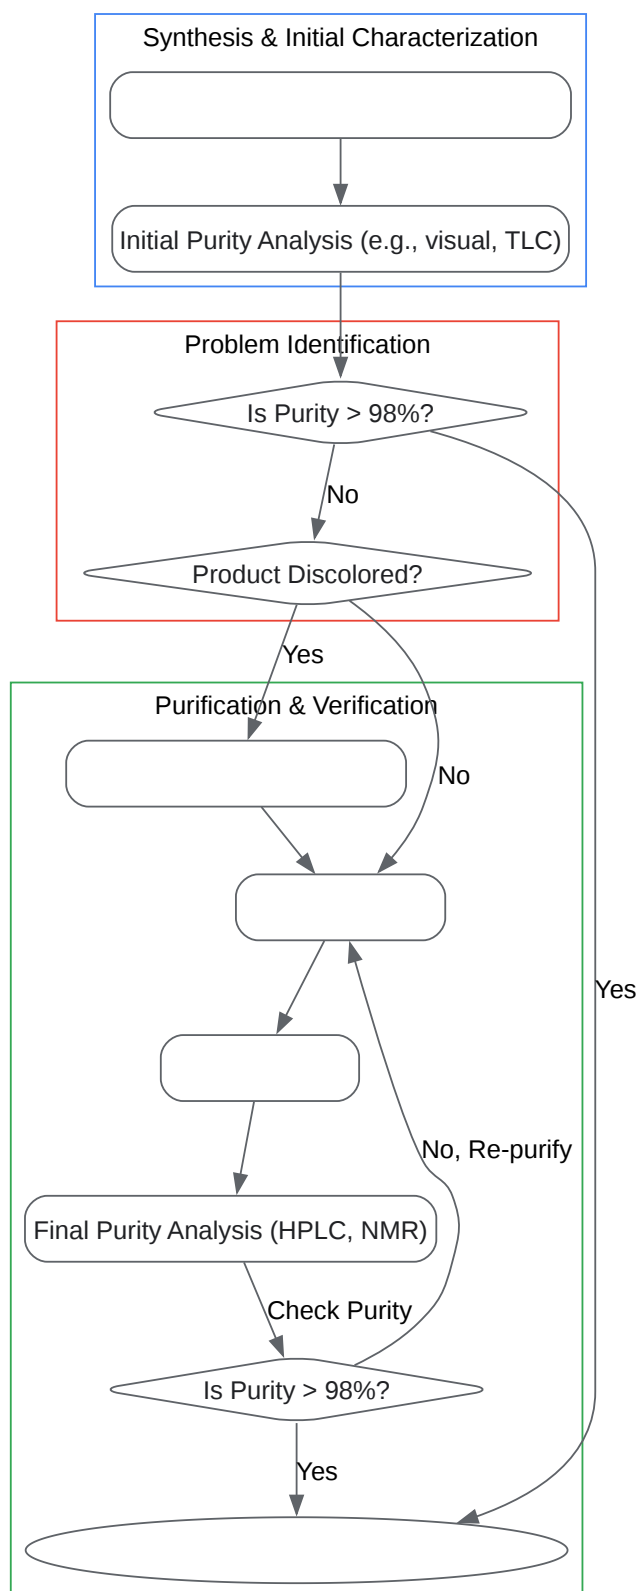 Synthesis & Initial Characterization
Initial Purity Analysis (e.g., visual, TLC)
Problem Identification
Is Purity > 98%?
No
Product Discolored?
Yes
Purification & Verification
No
Yes
No, Re-purify
Final Purity Analysis (HPLC, NMR)
Check Purity
Is Purity > 98%?
Yes